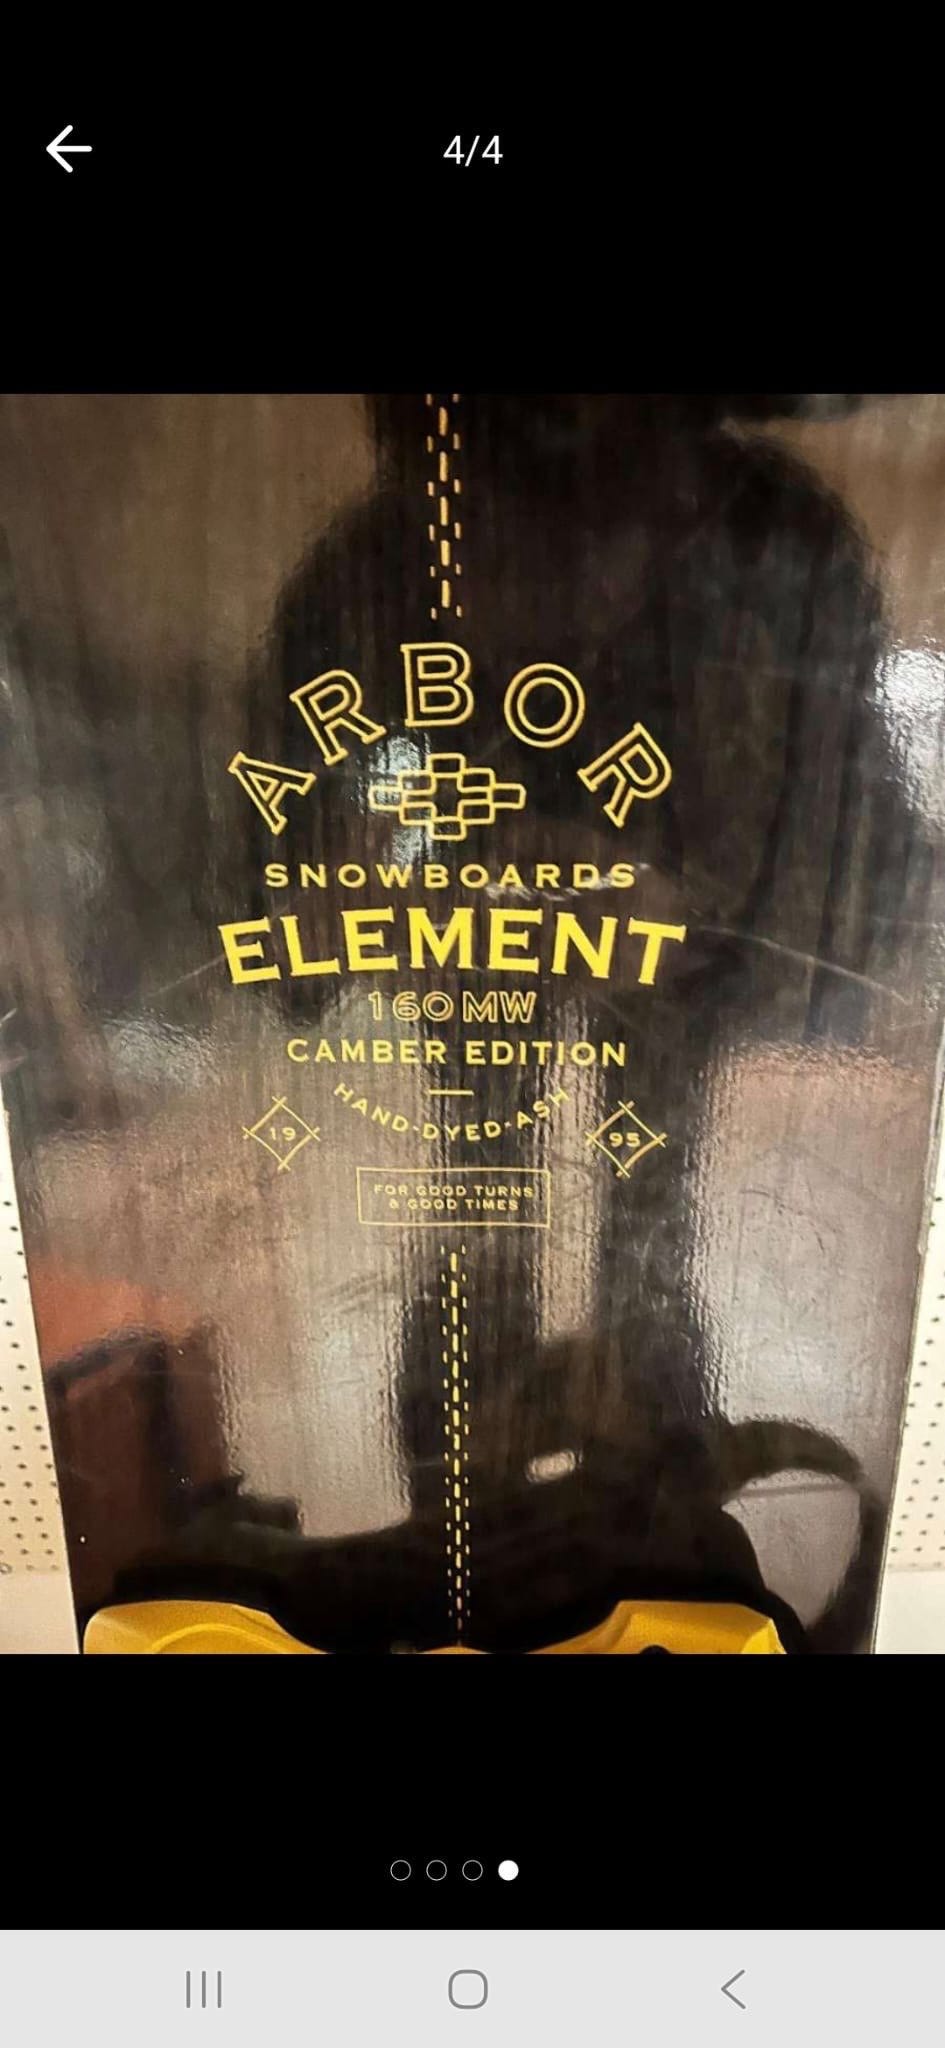 4/4
ARBOR
SNOWBOARDS
ELEMENT
160 MW
CAMBER EDITION
HAND-DYED-ASH
19 95
FOR GOOD TURNS
& GOOD TIMES